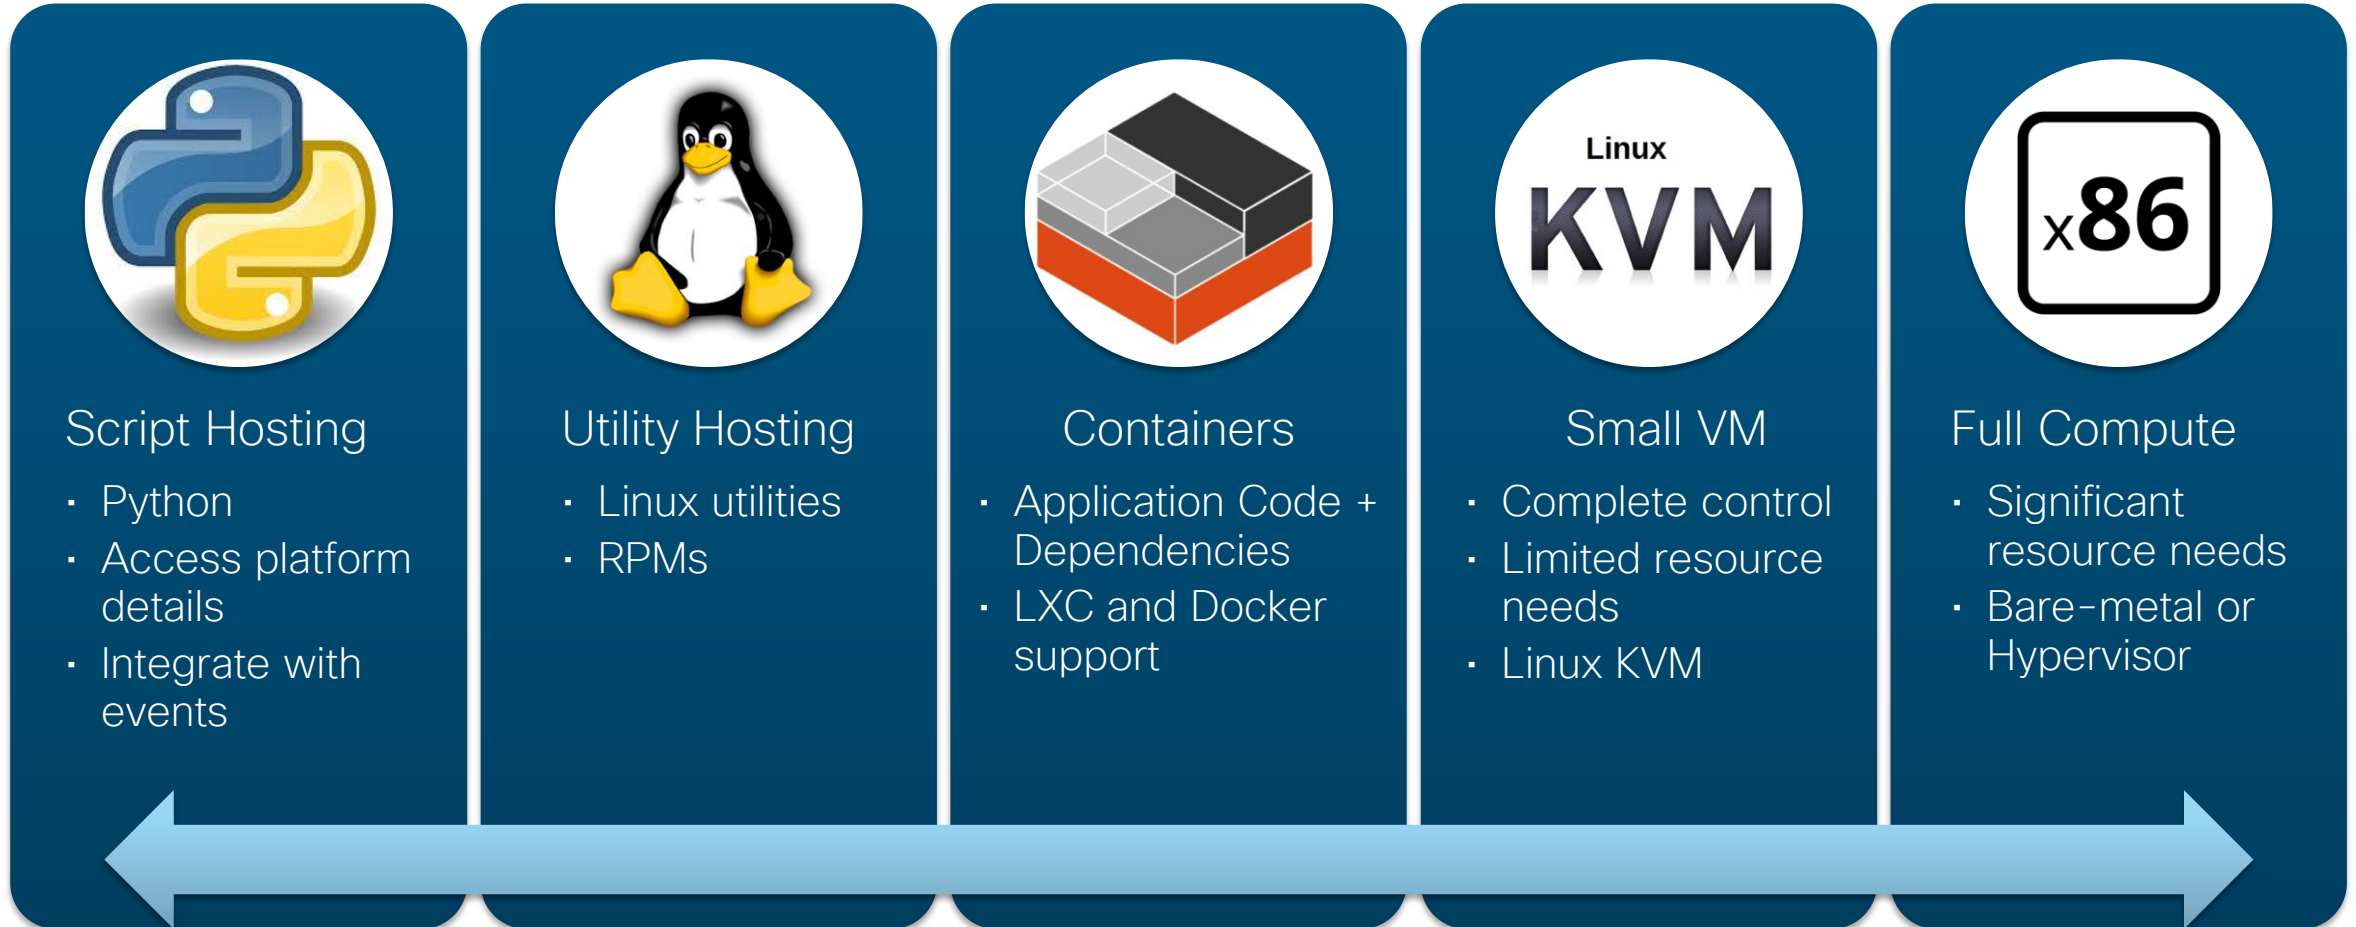 Linux
KVM
x86
Script Hosting
· Python
· Access platform
details
· Integrate with
events
Utility Hosting
· Linux utilities
· RPMs
Containers
· Application Code +
Dependencies
· LXC and Docker
support
Small VM
· Complete control
· Limited resource
needs
· Linux KVM
Full Compute
· Significant
resource needs
· Bare-metal or
Hypervisor